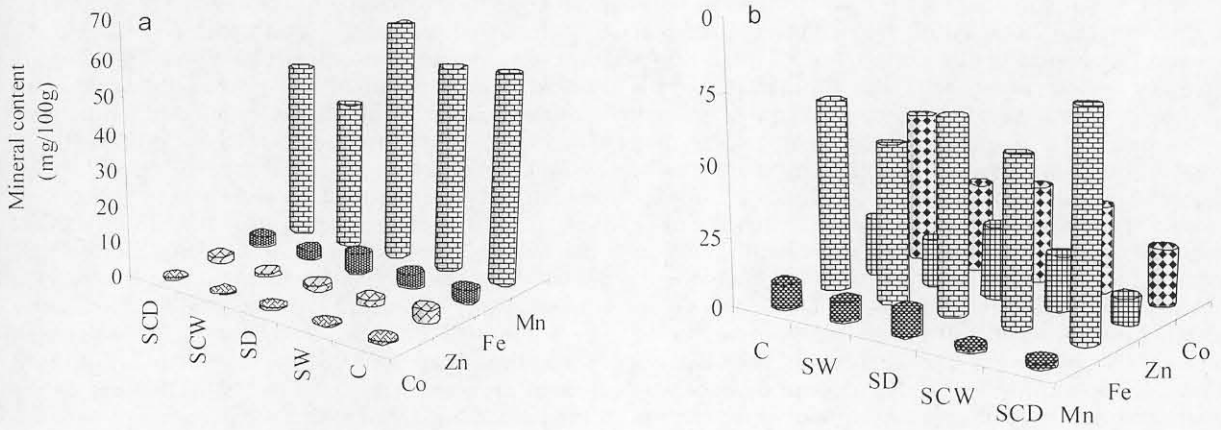 a
Mineral content
(mg/100g)
70
60
50
40
30
20
10
0
SCD
SCW
SD
SW
C
Co
Zn
Fe
Mn
b
0
75
50
25
0
C
SW
SD
SCW
SCD
Mn
Fe
Zn
Co